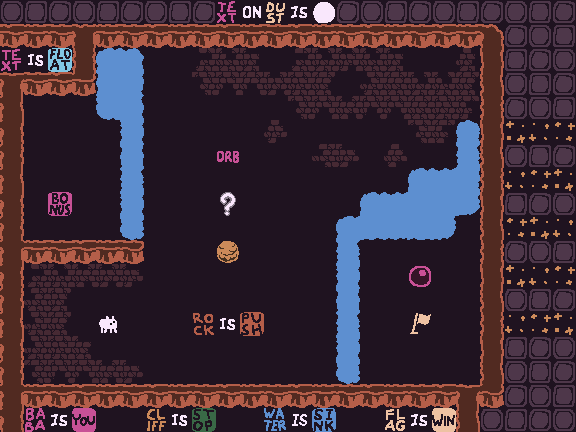 TEXT ON DUST IS
TEXT IS FLOAT
ORB
BONUS
?
ROCK IS PUSH
BABA IS YOU
CLIFF IS STOP
WATER IS SINK
FLAG IS WIN